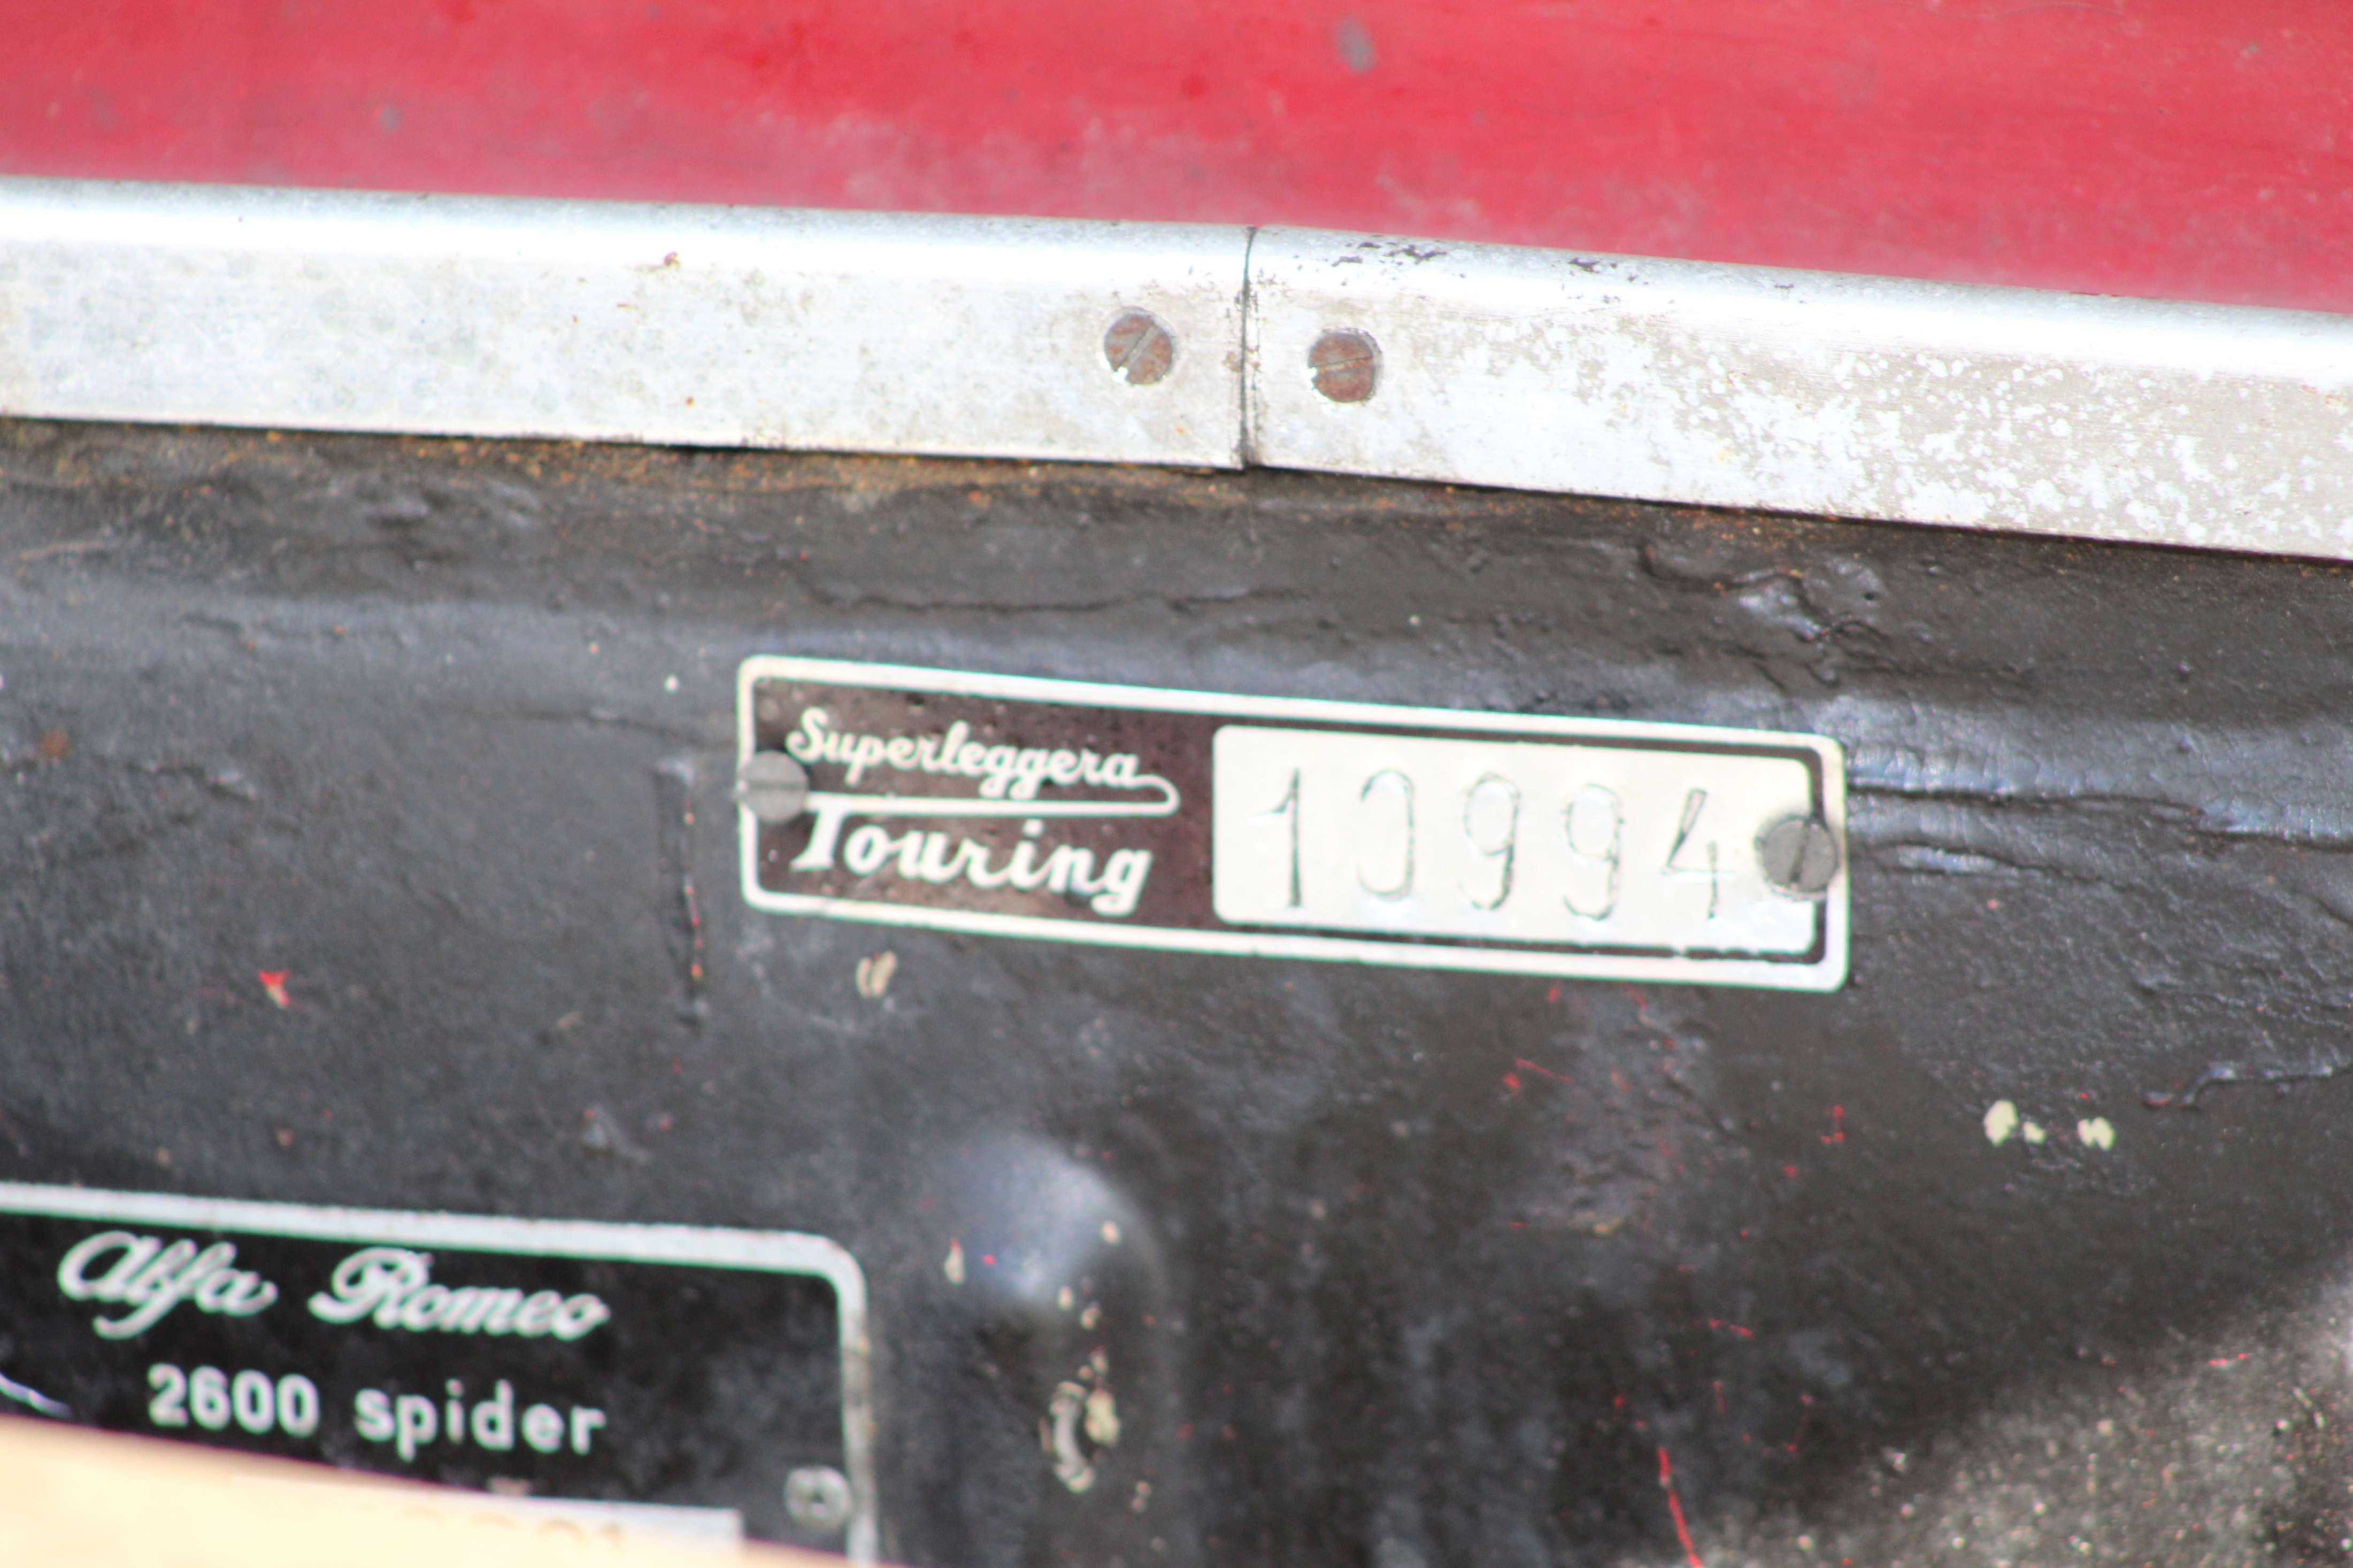 Superleggera
Touring
10994
Alfa Romeo
2600 spider